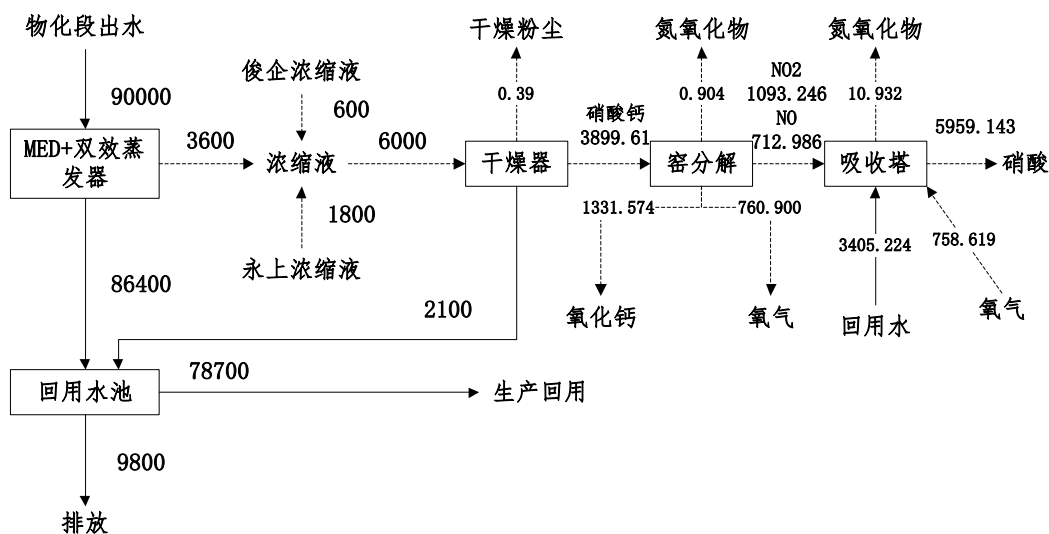 物化段出水
干燥粉尘
氮氧化物
氮氧化物
俊企浓缩液
90000
600
0.39
0.904
NO2
1093.246
10.932
硝酸钙
3899.61
NO
712.986
5959.143
MED+双效蒸
发器
3600
浓缩液
6000
干燥器
窑分解
吸收塔
硝酸
1800
1331.574
760.900
3405.224
758.619
永上浓缩液
86400
2100
氧化钙
氧气
回用水
氧气
回用水池
78700
生产回用
9800
排放